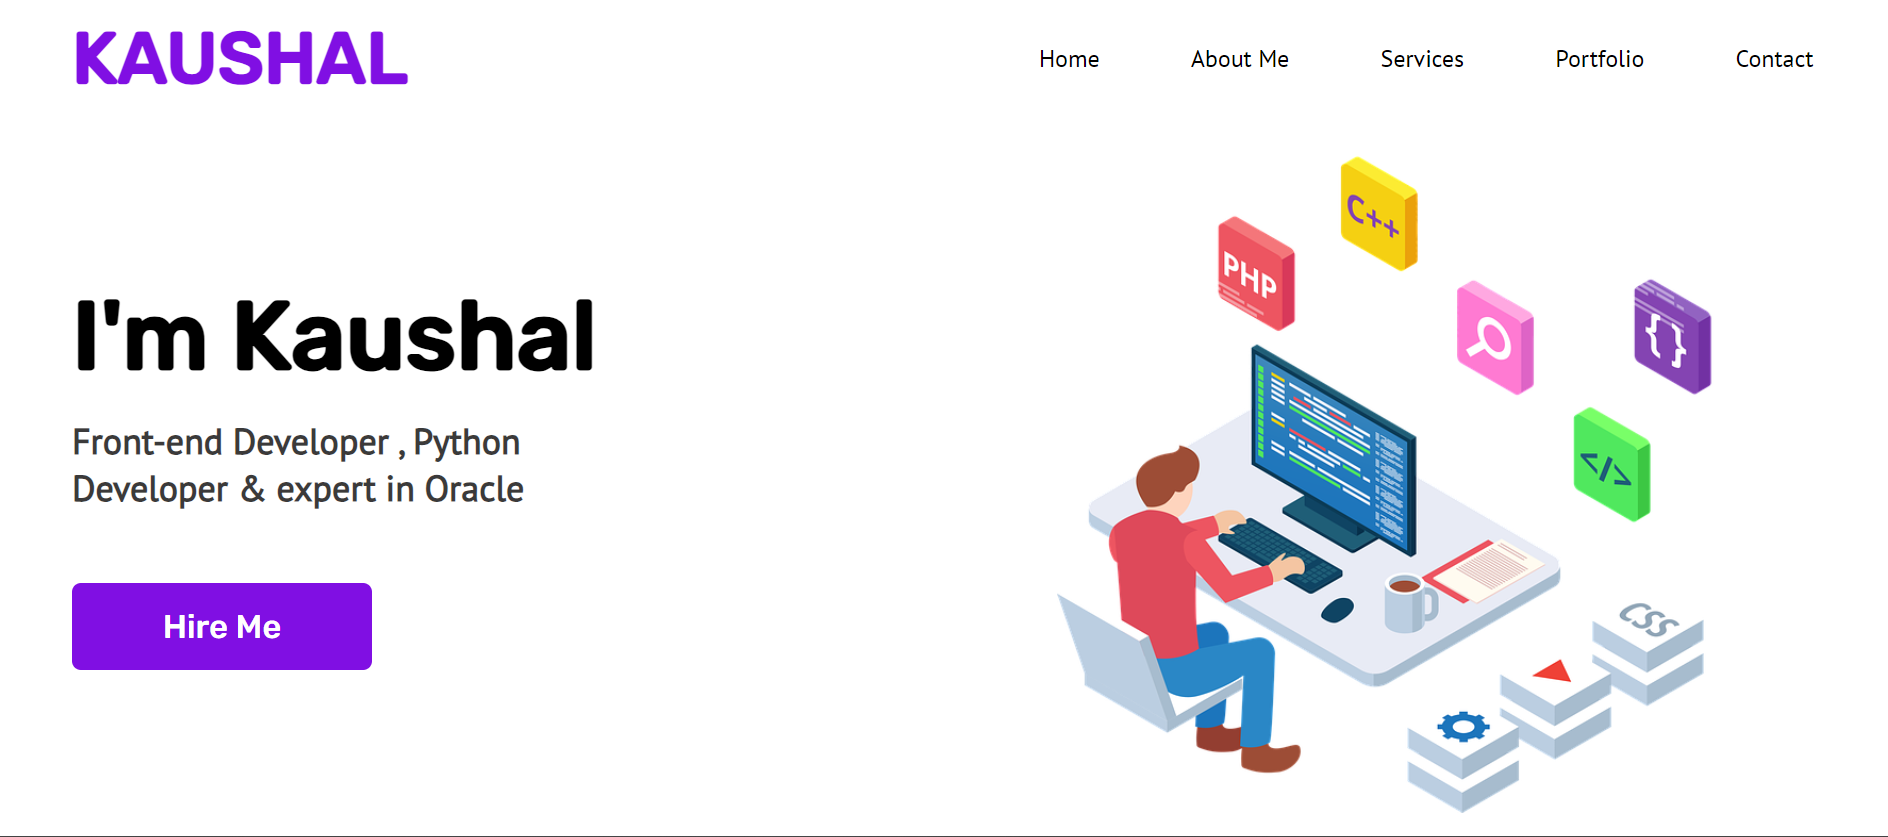 KAUSHAL
Home About Me Services Portfolio Contact
I'm Kaushal
Front-end Developer , Python
Developer & expert in Oracle
Hire Me
C++
PHP
{ }
</>
CSS